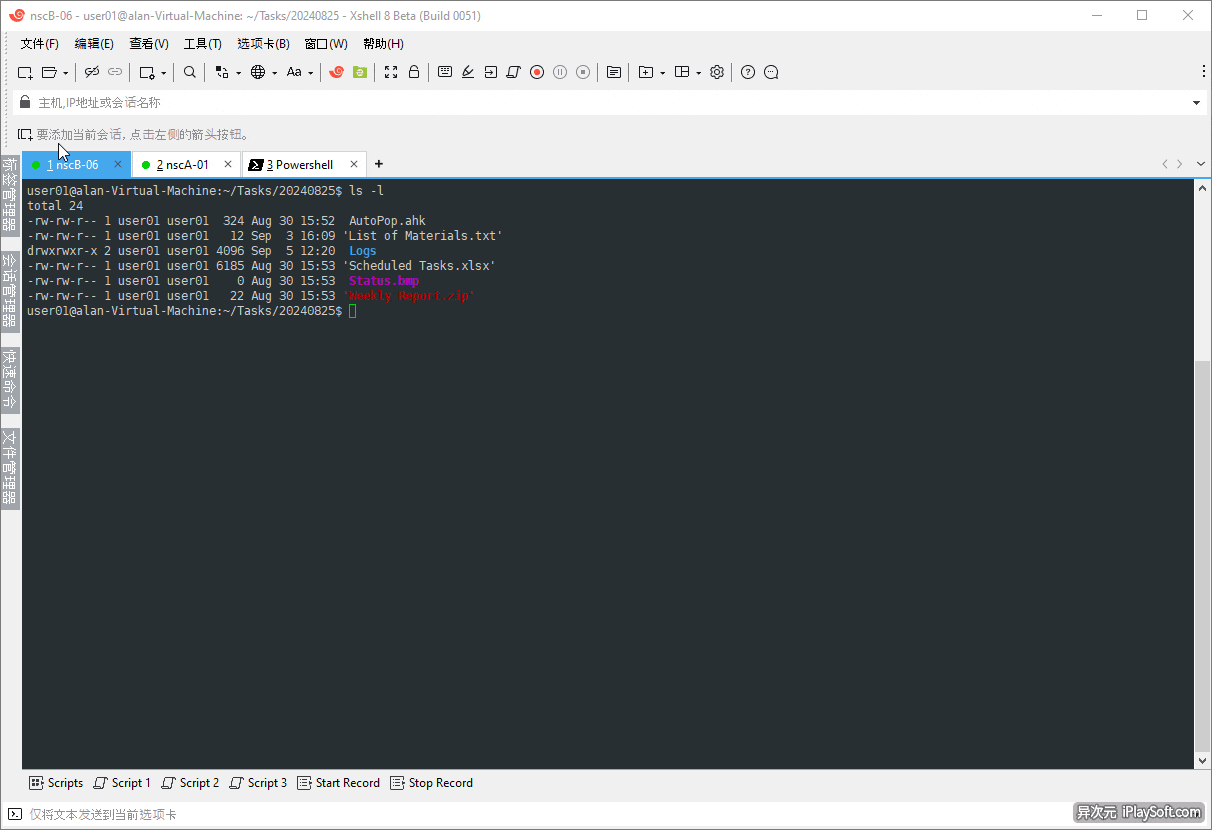 nscB-06 - user01@alan-Virtual-Machine: ~/Tasks/20240825 - Xshell 8 Beta (Build 0051)
文件(F) 编辑(E) 查看(V) 工具(T) 选项卡(B) 窗口(W) 帮助(H)
Aa
主机,IP地址或会话名称
要添加当前会话, 点击左侧的箭头按钮。
1 nscB-06 2 nscA-01 3 Powershell
标签管理器
会话管理器
快速命令
文件管理器
user01@alan-Virtual-Machine:~/Tasks/20240825$ ls -l
total 24
-rw-rw-r-- 1 user01 user01  324 Aug 30 15:52  AutoPop.ahk
-rw-rw-r-- 1 user01 user01   12 Sep  3 16:09 'List of Materials.txt'
drwxrwxr-x 2 user01 user01 4096 Sep  5 12:20  Logs
-rw-rw-r-- 1 user01 user01 6185 Aug 30 15:53 'Scheduled Tasks.xlsx'
-rw-rw-r-- 1 user01 user01    0 Aug 30 15:53  Status.bmp
-rw-rw-r-- 1 user01 user01   22 Aug 30 15:53 'Weekly Report.zip'
user01@alan-Virtual-Machine:~/Tasks/20240825$
Scripts Script 1 Script 2 Script 3 Start Record Stop Record
仅将文本发送到当前选项卡
异次元 iPlaySoft.com